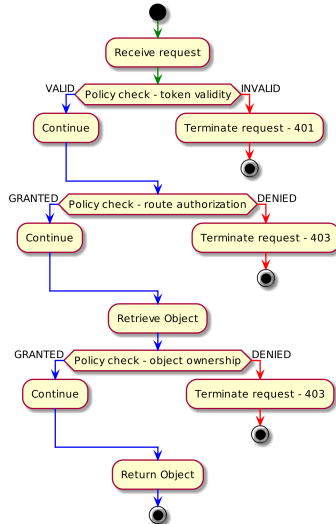 Receive request
VALID
Policy check - token validity
INVALID
Continue
Terminate request - 401
GRANTED
Policy check - route authorization
DENIED
Continue
Terminate request - 403
Retrieve Object
GRANTED
Policy check - object ownership
DENIED
Continue
Terminate request - 403
Return Object